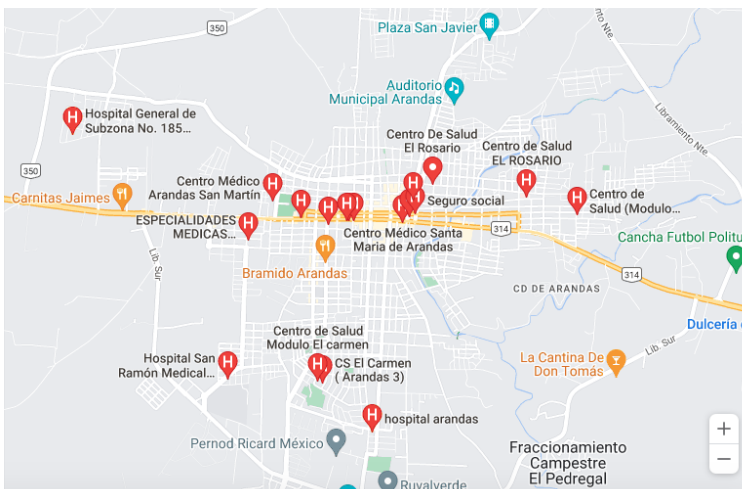 350
Plaza San Javier
Auditorio
Municipal Arandas
Libramiento Nte.
Hospital General de
Subzona No. 185...
Centro De Salud
El Rosario
Centro de Salud
EL ROSARIO
350
Centro Médico
Arandas San Martín
Carnitas Jaimes
Seguro social
Centro de
Salud (Modulo...
ESPECIALIDADES
MEDICAS...
Centro Médico Santa
Maria de Arandas
314
Cancha Futbol Politu
Lib. Sur
Bramido Arandas
314
CD DE ARANDAS
Dulcería
Centro de Salud
Modulo El carmen
Lib. Sur
Hospital San
Ramón Medical...
CS El Carmen
( Arandas 3)
La Cantina De
Don Tomás
hospital arandas
Pernod Ricard México
Fraccionamiento
Campestre
El Pedregal
Ruyalverde